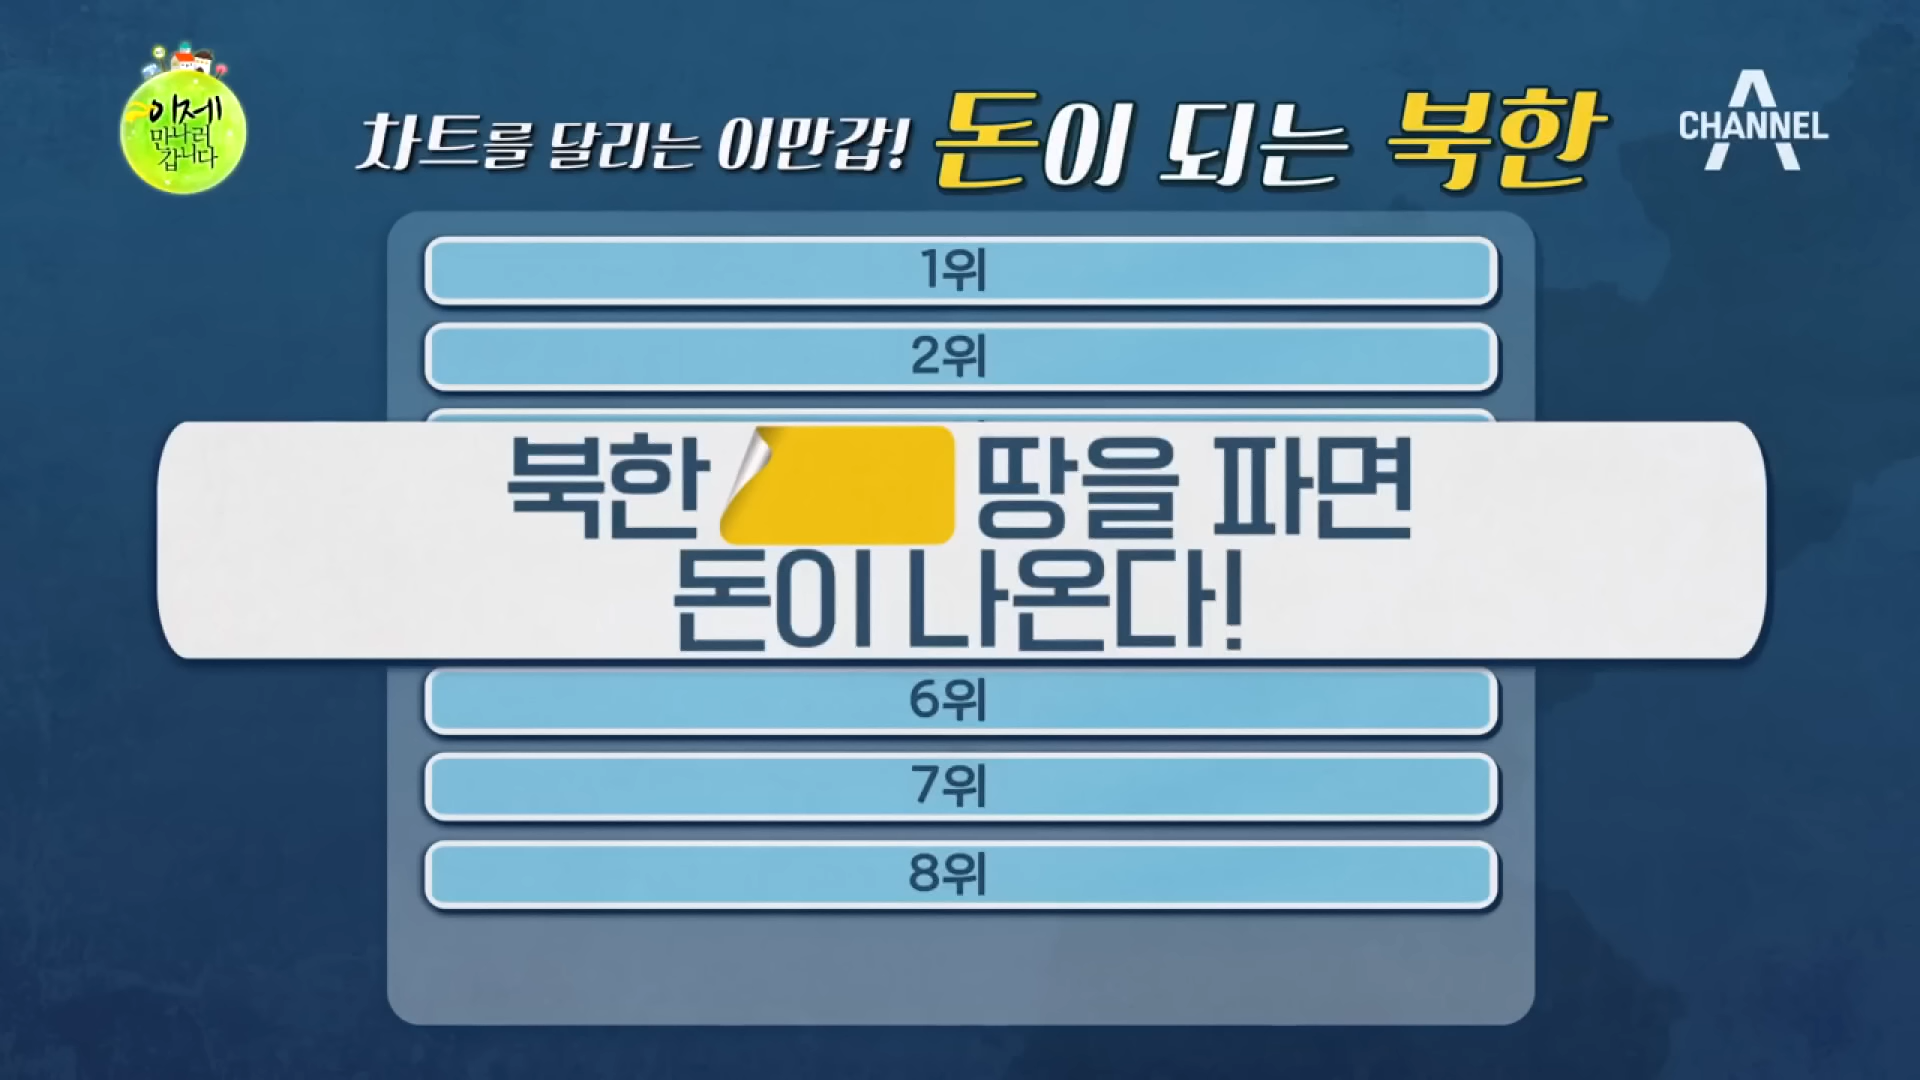 이제
만나러
갑니다
차트를 달리는 이만갑! 돈이 되는 북한
CHANNEL A
1위
2위
북한 땅을 파면
돈이 나온다!
6위
7위
8위